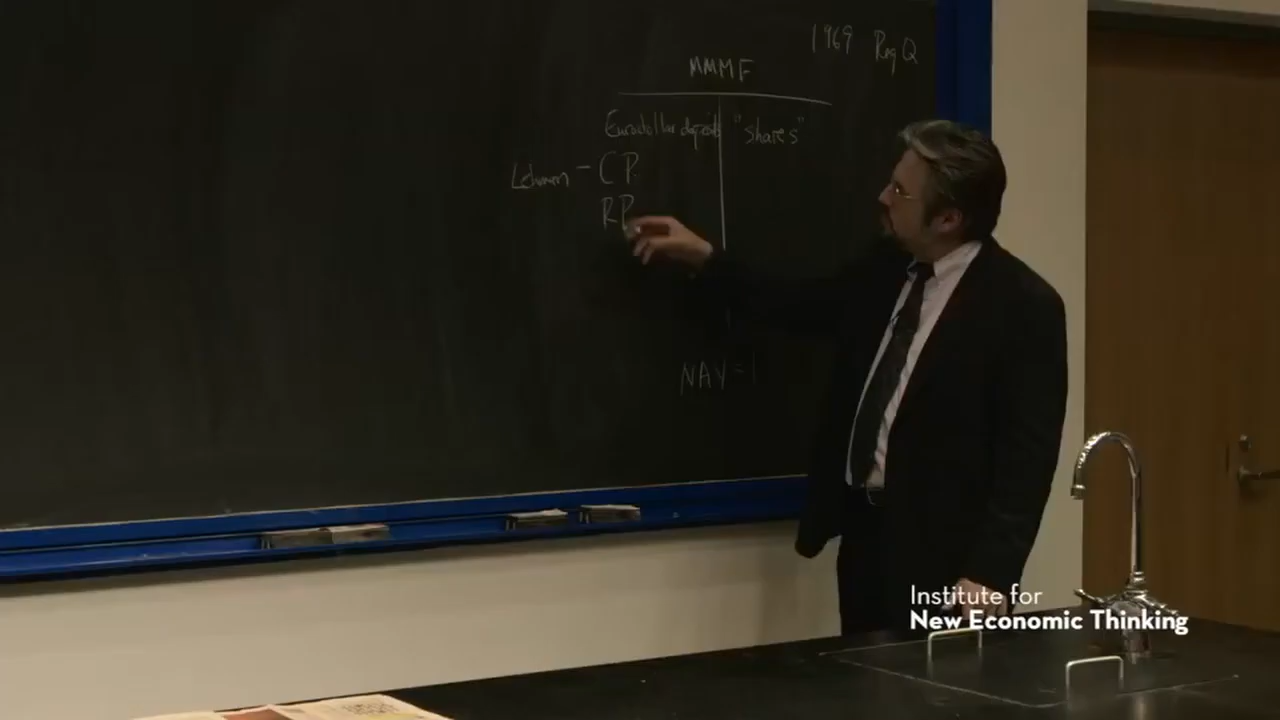 1969 Reg Q
MMMF
Eurodollar deposits "shares"
Lehman - CP
RP
NAV = 1
Institute for
New Economic Thinking